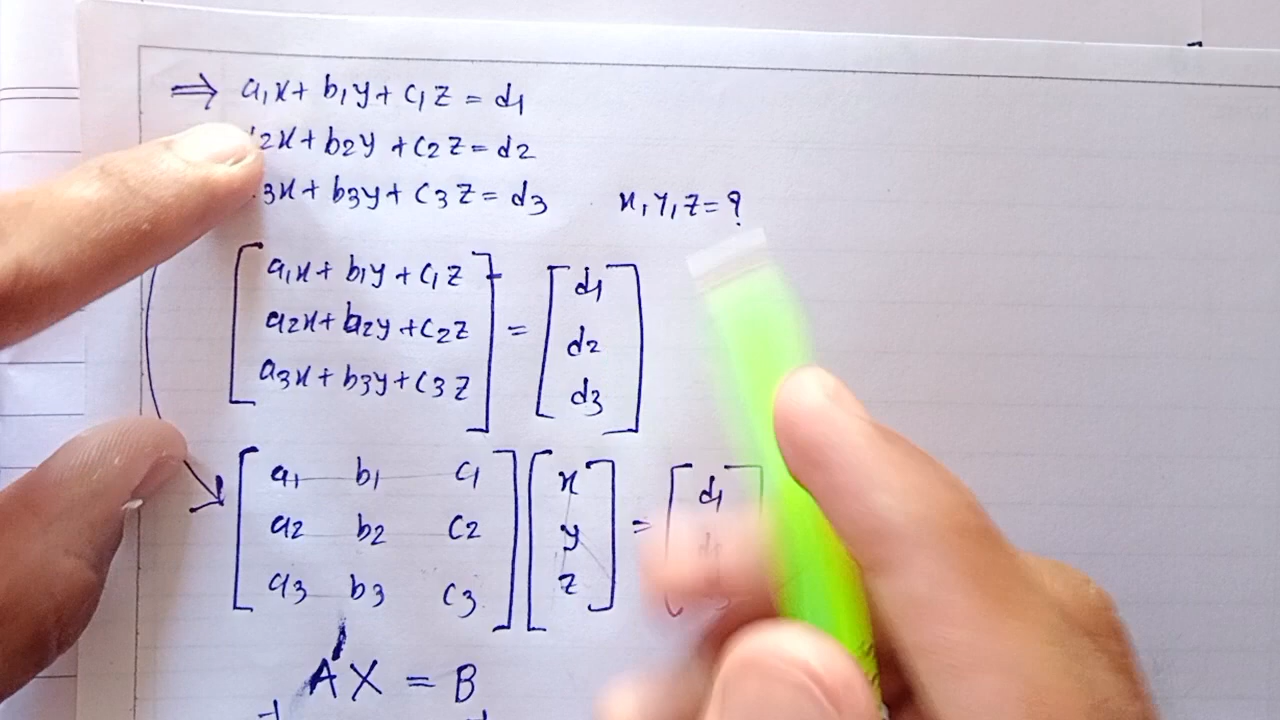 ⇒ a1x + b1y + c1z = d1
2x + b2y + c2z = d2
3x + b3y + c3z = d3 x, y, z = ?
[a1x + b1y + c1z] = [d1]
[a2x + b2y + c2z] [d2]
[a3x + b3y + c3z] [d3]
[a1 b1 c1] [x] = [d1]
[a2 b2 c2] [y]
[a3 b3 c3] [z]
AX = B